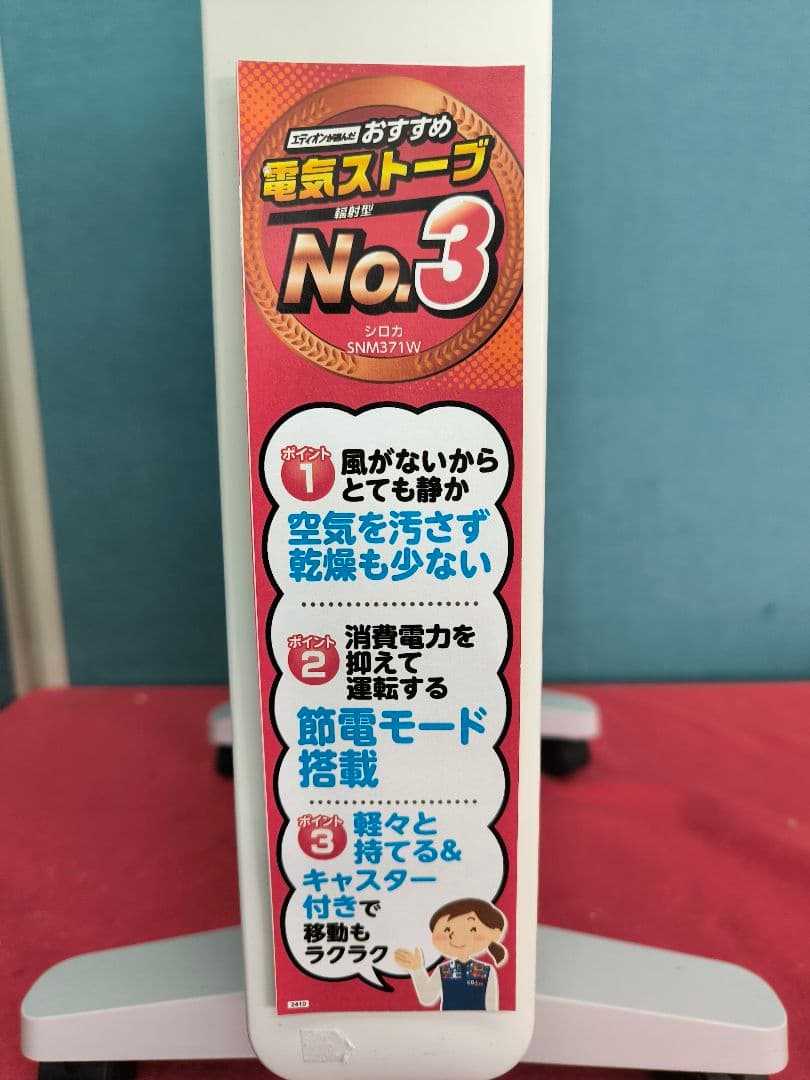 エディオンが選んだ おすすめ
電気ストーブ
輻射型
No.3
シロカ
SNM371W
ポイント
1
風がないから
とても静か
空気を汚さず
乾燥も少ない
ポイント
2
消費電力を
抑えて
運転する
節電モード
搭載
ポイント
3
軽々と
持てる&
キャスター
付きで
移動も
ラクラク
2410